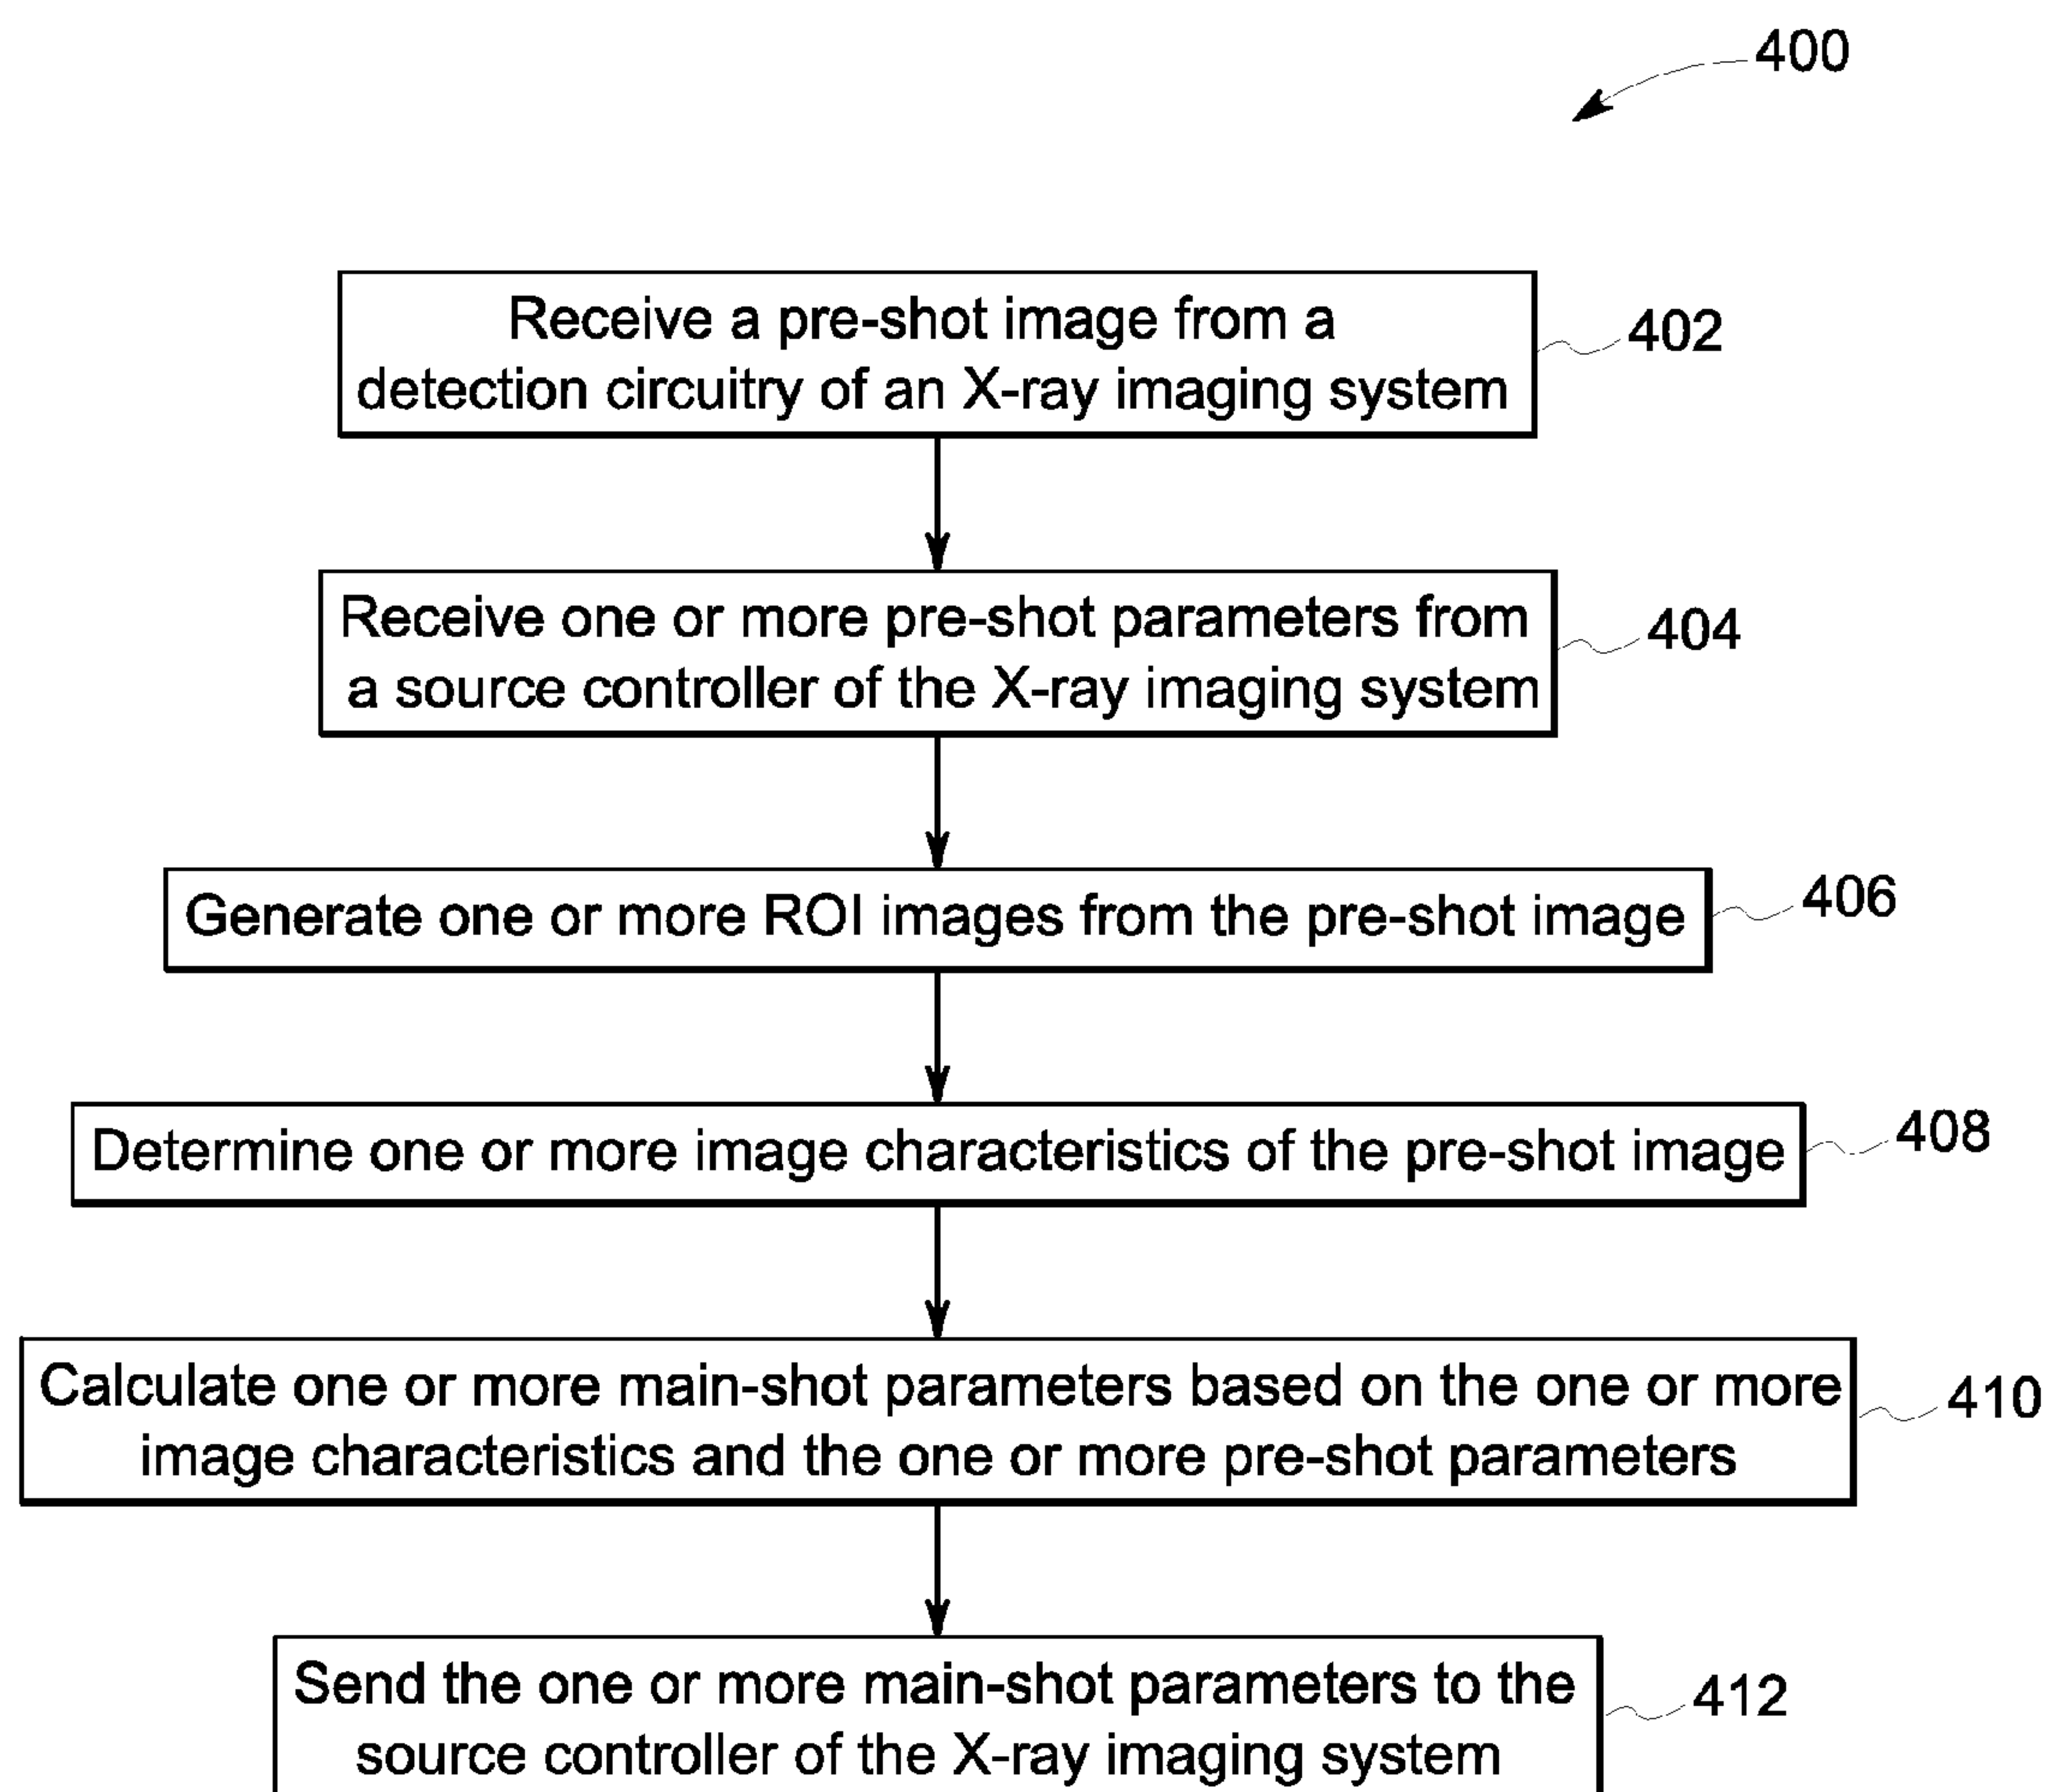 400
Receive a pre-shot image from a
detection circuitry of an X-ray imaging system
402
Receive one or more pre-shot parameters from
a source controller of the X-ray imaging system
404
Generate one or more ROI images from the pre-shot image
406
Determine one or more image characteristics of the pre-shot image
408
Calculate one or more main-shot parameters based on the one or more
image characteristics and the one or more pre-shot parameters
410
Send the one or more main-shot parameters to the
source controller of the X-ray imaging system
412